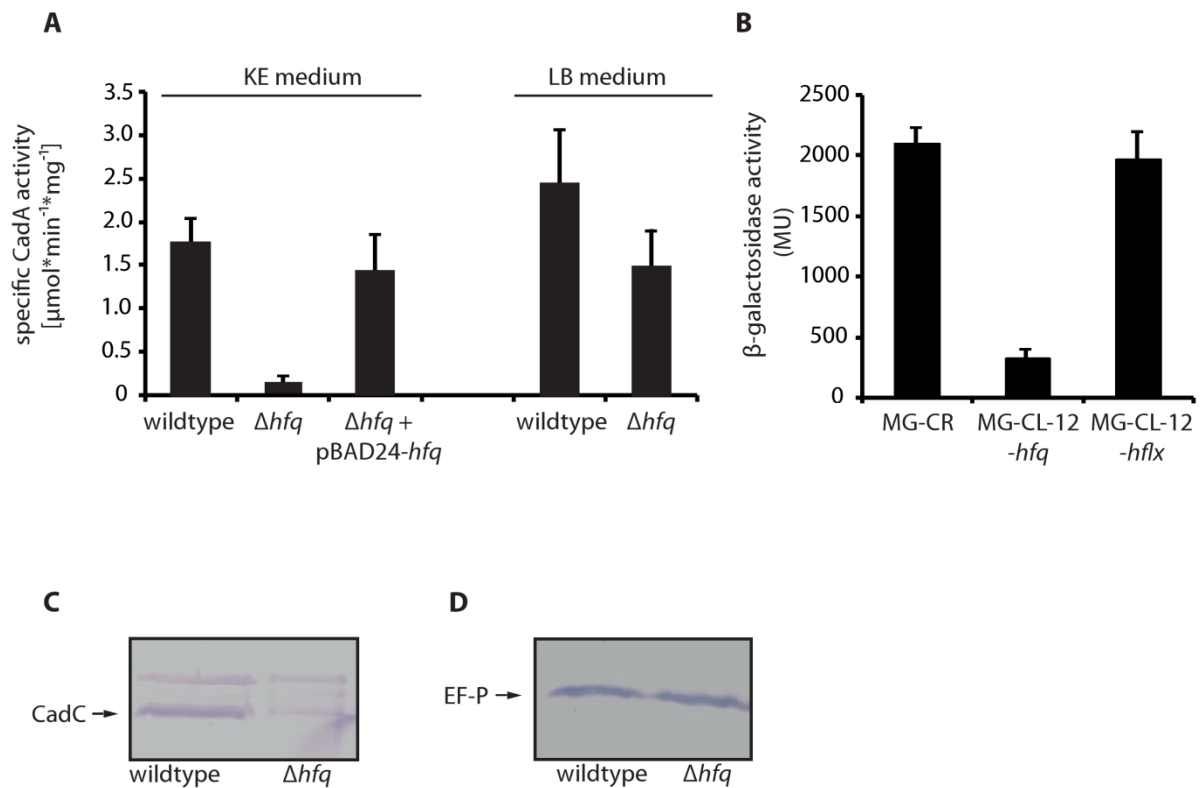 A
KE medium
LB medium
specific CadA activity
[µmol*min⁻¹*mg⁻¹]
3.5
3.0
2.5
2.0
1.5
1.0
0.5
0
wildtype
Δhfq
Δhfq +
pBAD24-hfq
wildtype
Δhfq
B
β-galactosidase activity
(MU)
2500
2000
1500
1000
500
0
MG-CR
MG-CL-12
-hfq
MG-CL-12
-hflx
C
CadC
wildtype
Δhfq
D
EF-P
wildtype
Δhfq